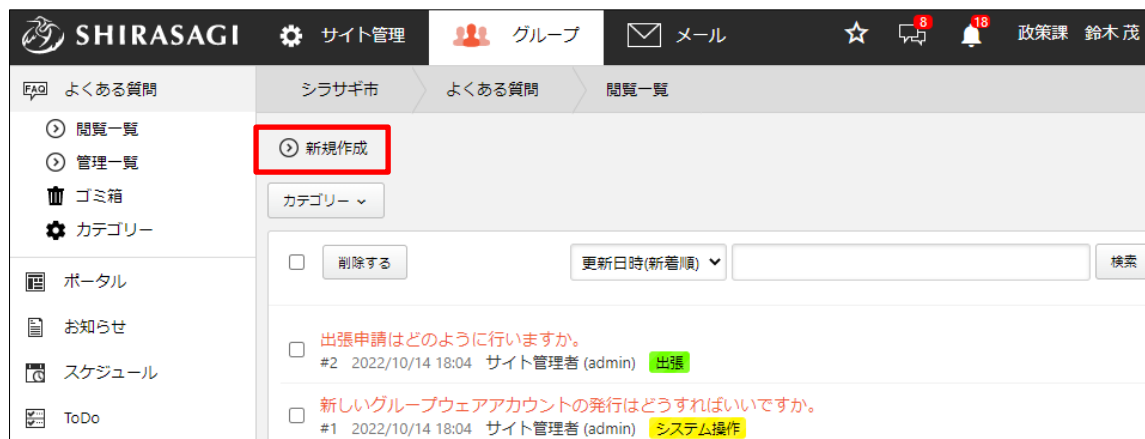 SHIRASAGI サイト管理 グループ メール 8 18 政策課 鈴木 茂
FAQ よくある質問
シラサギ市 よくある質問 閲覧一覧
閲覧一覧
管理一覧
ゴミ箱
カテゴリー
ポータル
お知らせ
スケジュール
ToDo
新規作成
カテゴリー
削除する 更新日時(新着順) 検索
出張申請はどのように行いますか。
#2 2022/10/14 18:04 サイト管理者 (admin) 出張
新しいグループウェアアカウントの発行はどうすればいいですか。
#1 2022/10/14 18:04 サイト管理者 (admin) システム操作